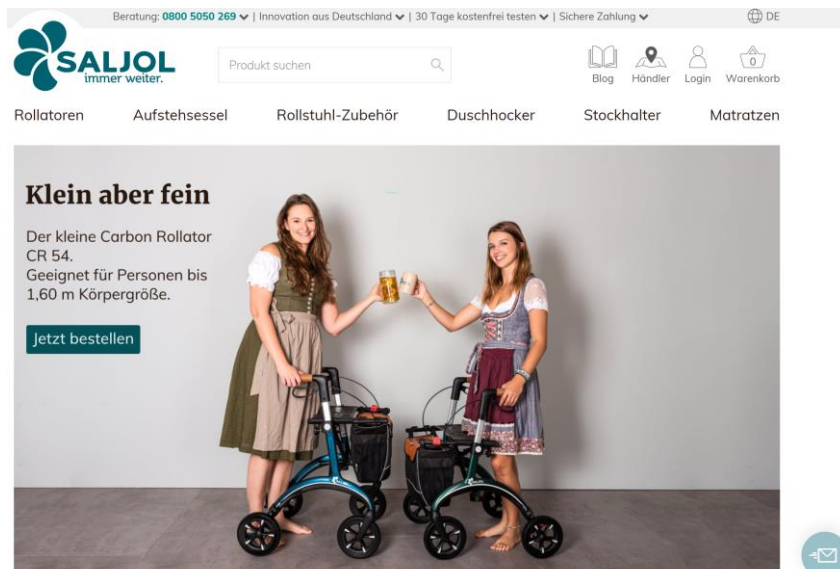 Beratung: 0800 5050 269 | Innovation aus Deutschland | 30 Tage kostenfrei testen | Sichere Zahlung
DE
SALJOL
immer weiter.
Produkt suchen
0
Blog Händler Login Warenkorb
Rollatoren Aufstehsessel Rollstuhl-Zubehör Duschhocker Stockhalter Matratzen
Klein aber fein
Der kleine Carbon Rollator
CR 54.
Geeignet für Personen bis
1,60 m Körpergröße.
Jetzt bestellen